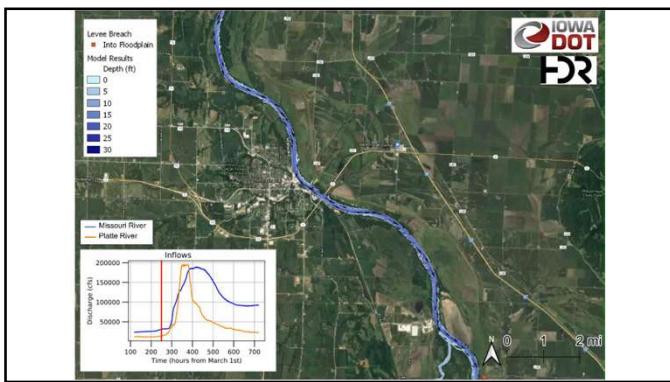 Levee Breach
Into Floodplain
Model Results
Depth (ft)
0
5
10
15
20
25
30
IOWA
DOT
HDR
Missouri River
Platte River
Inflows
Discharge (cfs)
200000
150000
100000
50000
100 200 300 400 500 600 700
Time (hours from March 1st)
N
0 1 2 mi